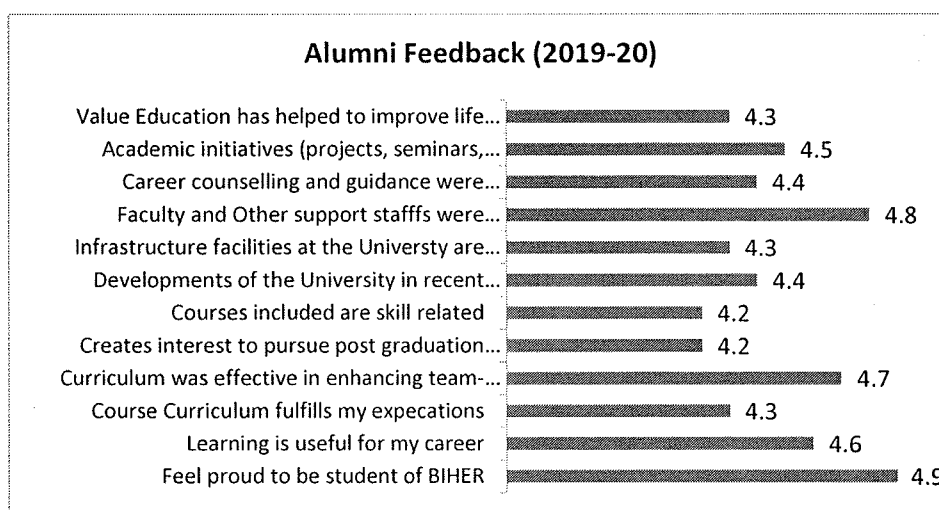 Alumni Feedback (2019-20)
Value Education has helped to improve life... 4.3
Academic initiatives (projects, seminars,... 4.5
Career counselling and guidance were... 4.4
Faculty and Other support stafffs were... 4.8
Infrastructure facilities at the Universty are... 4.3
Developments of the University in recent... 4.4
Courses included are skill related 4.2
Creates interest to pursue post graduation... 4.2
Curriculum was effective in enhancing team-... 4.7
Course Curriculum fulfills my expecations 4.3
Learning is useful for my career 4.6
Feel proud to be student of BIHER 4.9